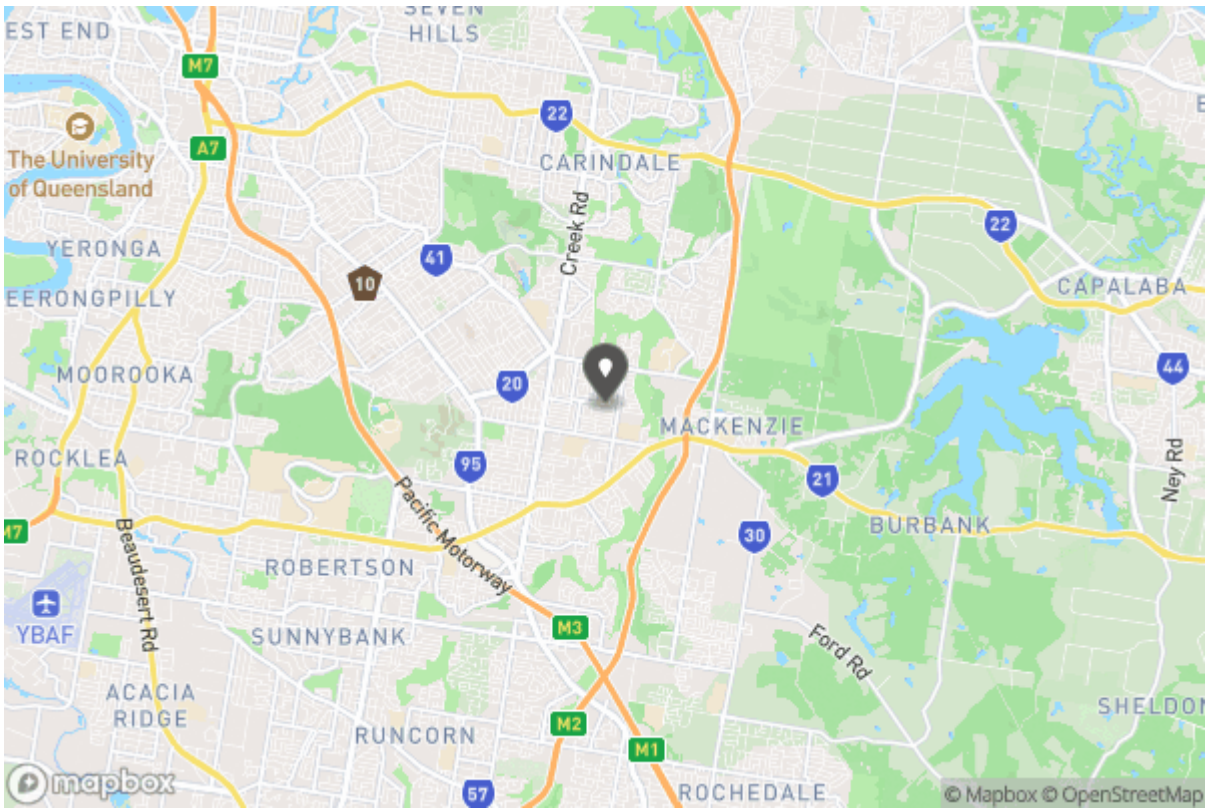 SEVEN
HILLS
EST END
M7
22
The University
of Queensland
A7
CARINDALE
Creek Rd
22
YERONGA
41
10
EERONGPILLY
CAPALABA
MOOROOKA
20
44
MACKENZIE
ROCKLEA
95
21
Ney Rd
Pacific Motorway
M7
Beaudesert Rd
BURBANK
30
ROBERTSON
YBAF
SUNNYBANK
M3
Ford Rd
ACACIA
RIDGE
SHELDON
RUNCORN
M2
M1
57
ROCHEDALE
mapbox
© Mapbox © OpenStreetMap